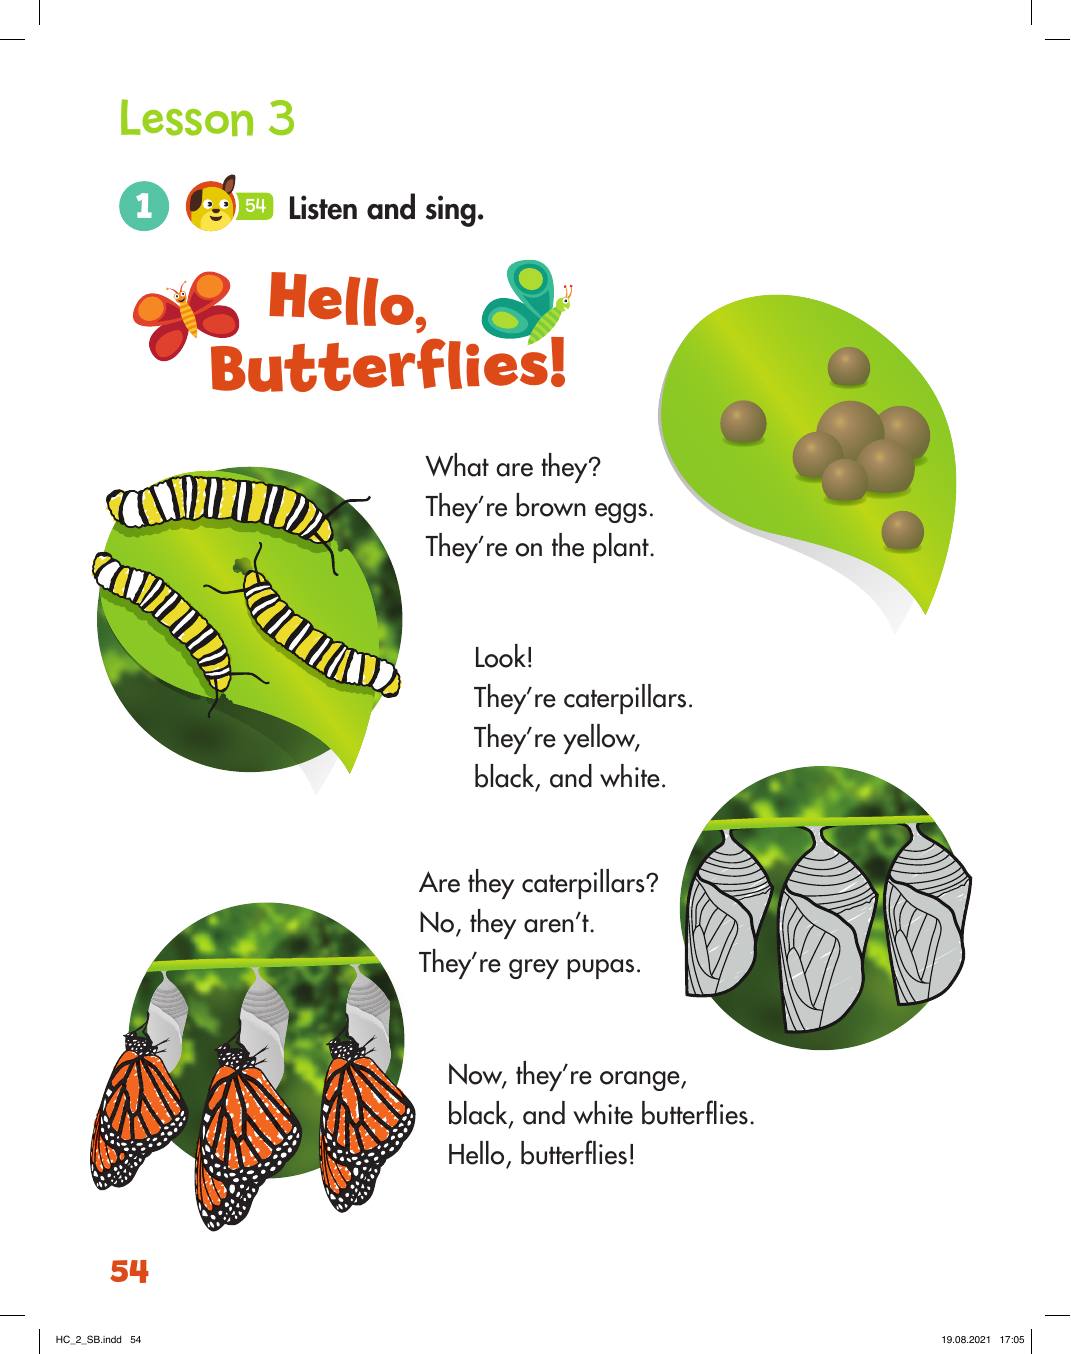 Lesson 3
1 54 Listen and sing.
Hello,
Butterflies!
What are they?
They’re brown eggs.
They’re on the plant.
Look!
They’re caterpillars.
They’re yellow,
black, and white.
Are they caterpillars?
No, they aren’t.
They’re grey pupas.
Now, they’re orange,
black, and white butterflies.
Hello, butterflies!
54
HC_2_SB.indd 54
19.08.2021 17:05